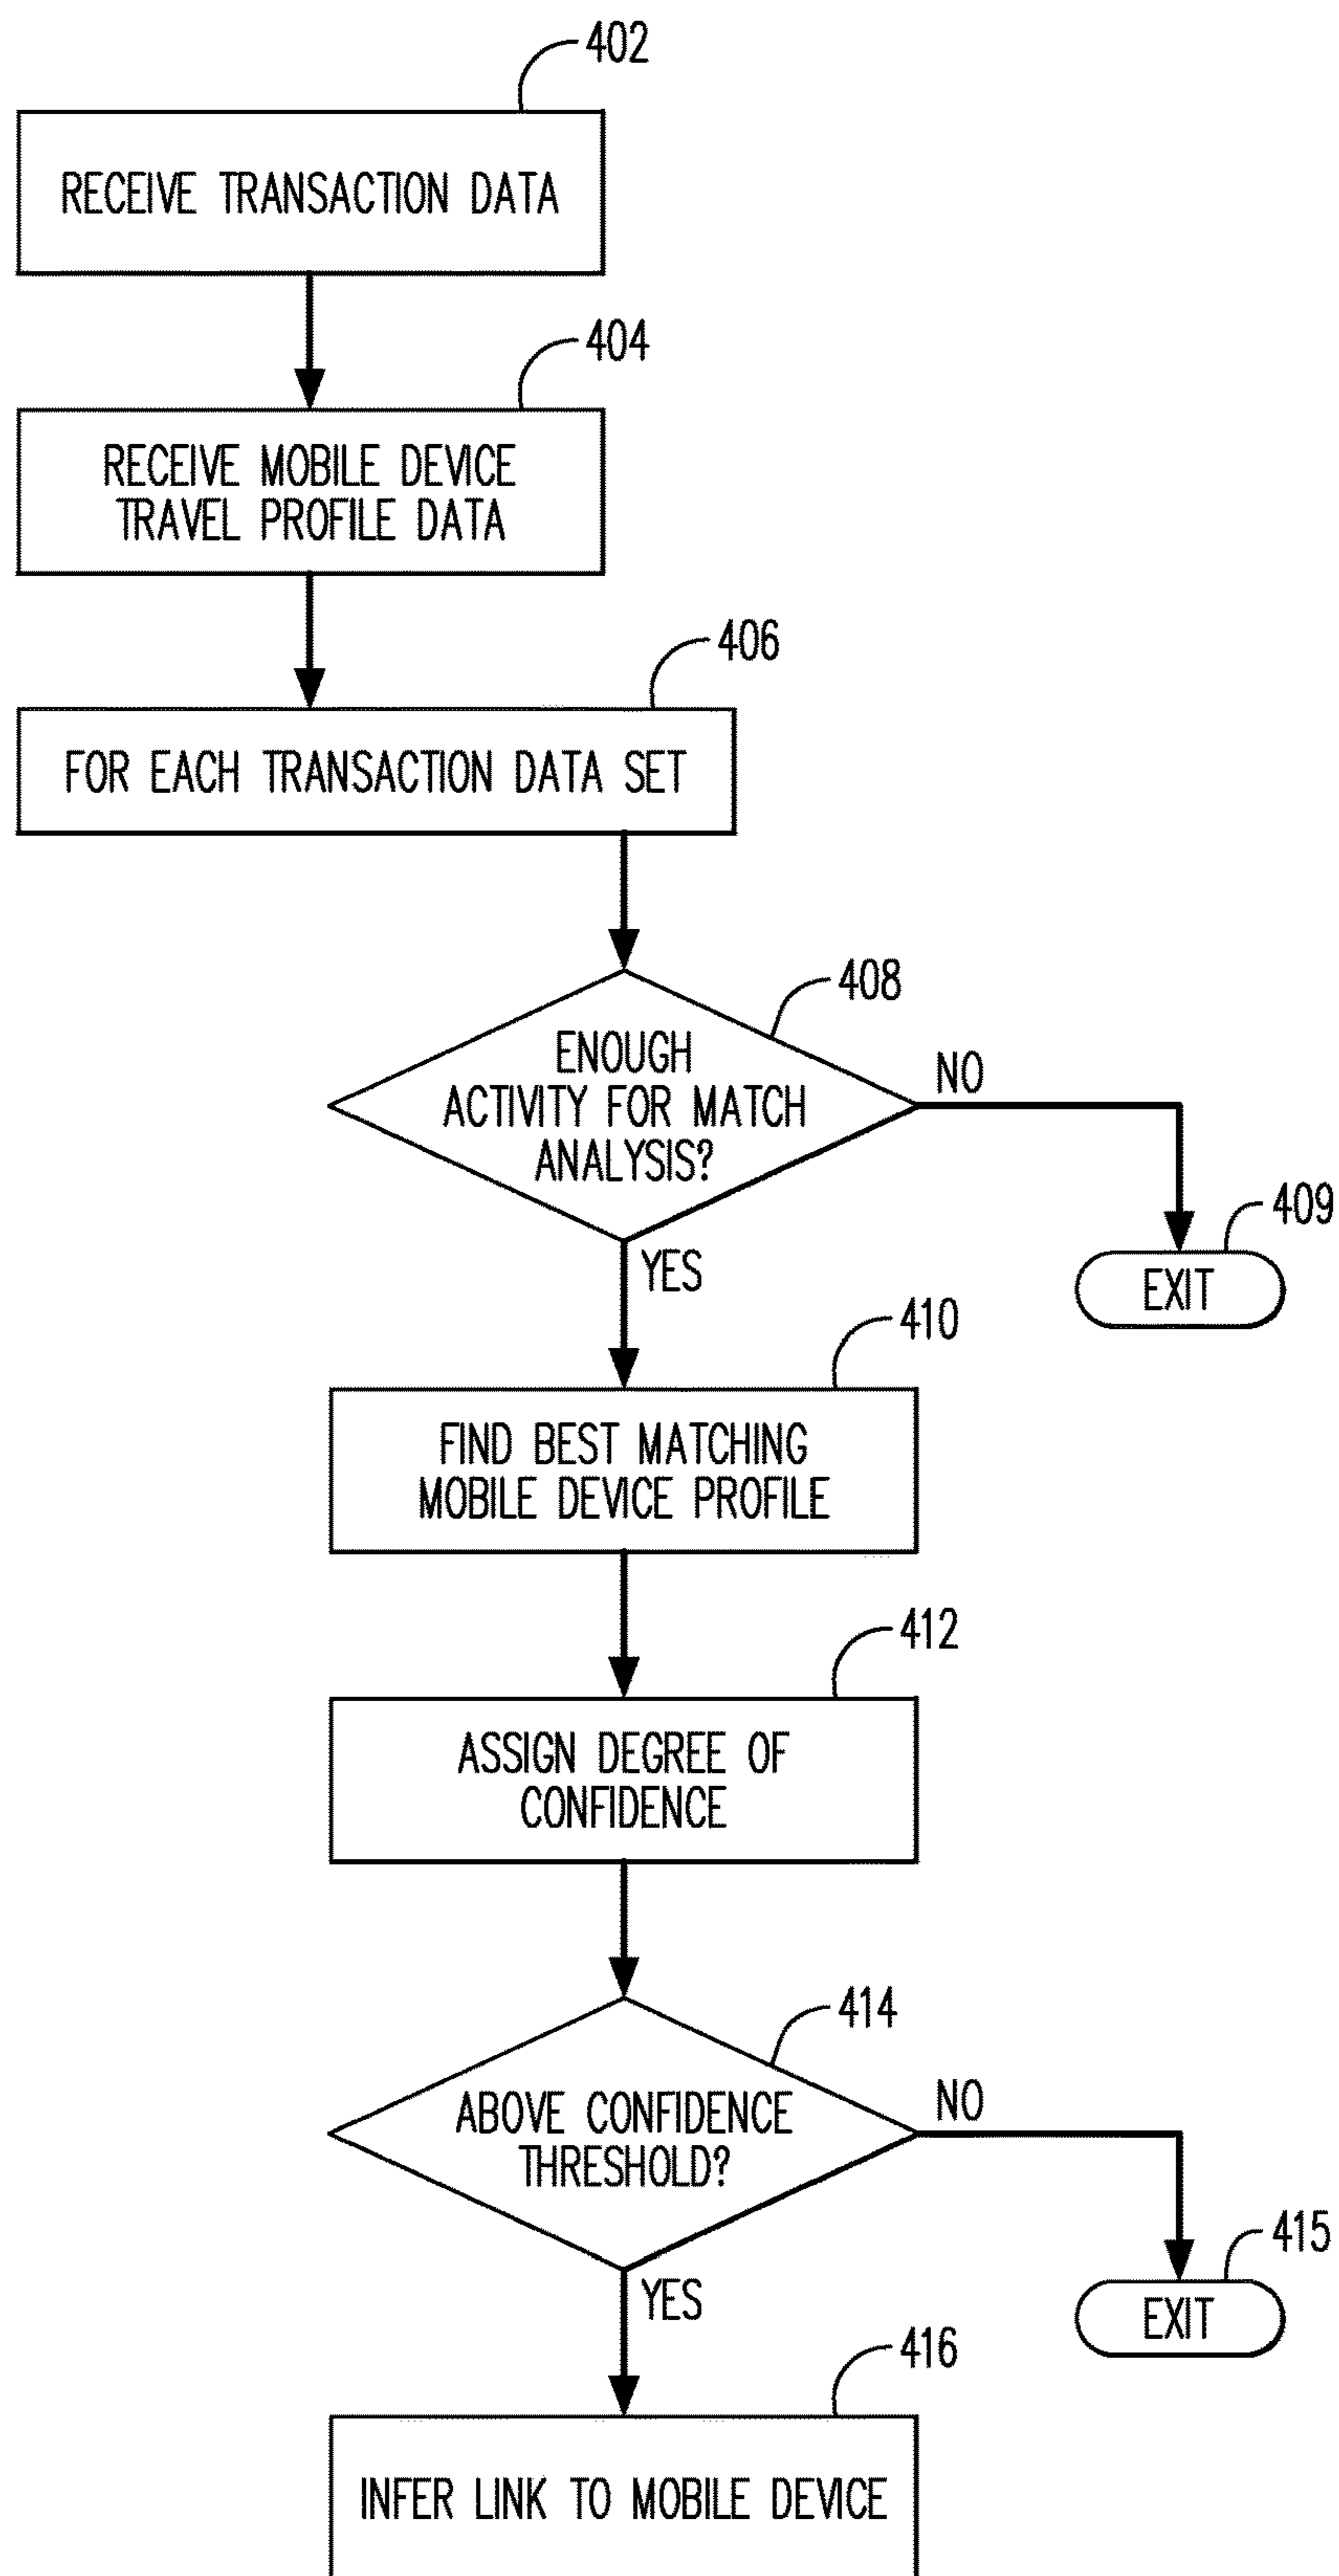 402
RECEIVE TRANSACTION DATA
404
RECEIVE MOBILE DEVICE
TRAVEL PROFILE DATA
406
FOR EACH TRANSACTION DATA SET
408
ENOUGH
ACTIVITY FOR MATCH
ANALYSIS?
NO
409
EXIT
YES
410
FIND BEST MATCHING
MOBILE DEVICE PROFILE
412
ASSIGN DEGREE OF
CONFIDENCE
414
ABOVE CONFIDENCE
THRESHOLD?
NO
415
EXIT
YES
416
INFER LINK TO MOBILE DEVICE